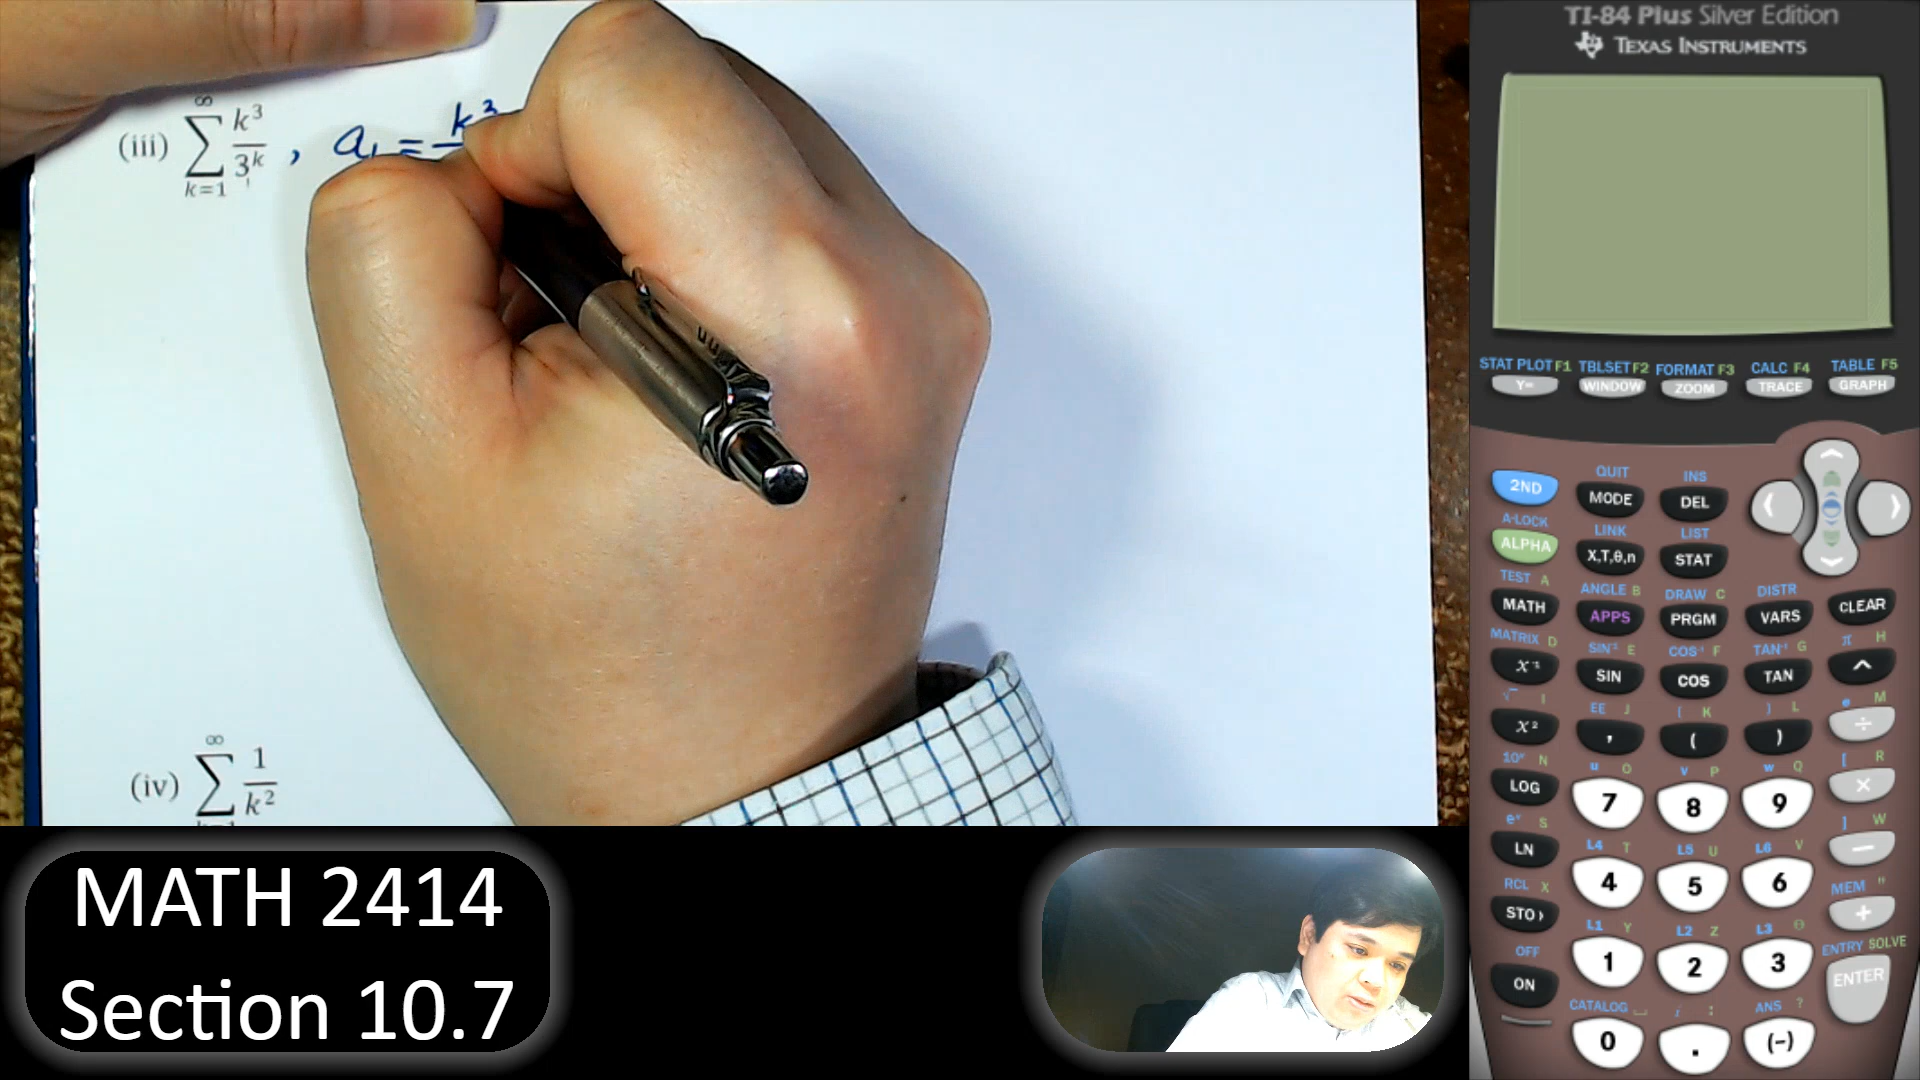 (iii) ∞ ∑ k=1 k³ / 3ᵏ , aₖ = k³
(iv) ∞ ∑ 1 / k²
MATH 2414
Section 10.7
TI-84 Plus Silver Edition
TEXAS INSTRUMENTS
STAT PLOT F1 TBLSET F2 FORMAT F3 CALC F4 TABLE F5
Y= WINDOW ZOOM TRACE GRAPH
QUIT INS
2ND MODE DEL
A-LOCK LINK LIST
ALPHA X,T,θ,n STAT
TEST A ANGLE B DRAW C DISTR
MATH APPS PRGM VARS CLEAR
MATRIX D SIN⁻¹ E COS⁻¹ F TAN⁻¹ G π H
x⁻¹ SIN COS TAN ^
√ I EE J { K } L e M
x² , ( ) ÷
10ˣ N u O v P w Q [ R
LOG 7 8 9 ×
eˣ S L4 T L5 U L6 V ] W
LN 4 5 6 −
RCL X L1 Y L2 Z L3 θ MEM "
STO▸ 1 2 3 +
OFF CATALOG ⎵ i : ANS ? ENTRY SOLVE
ON 0 . (−) ENTER